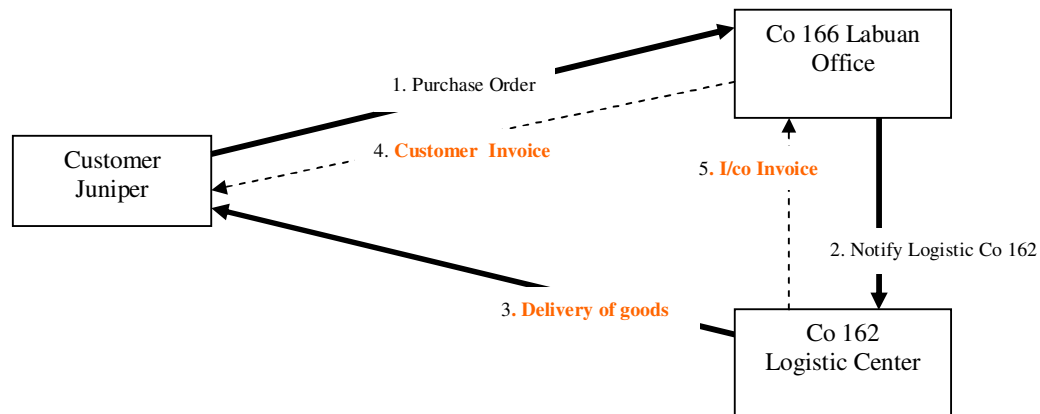 Co 166 Labuan
Office
1. Purchase Order
4. Customer  Invoice
Customer
Juniper
5. I/co Invoice
2. Notify Logistic Co 162
3. Delivery of goods
Co 162
Logistic Center